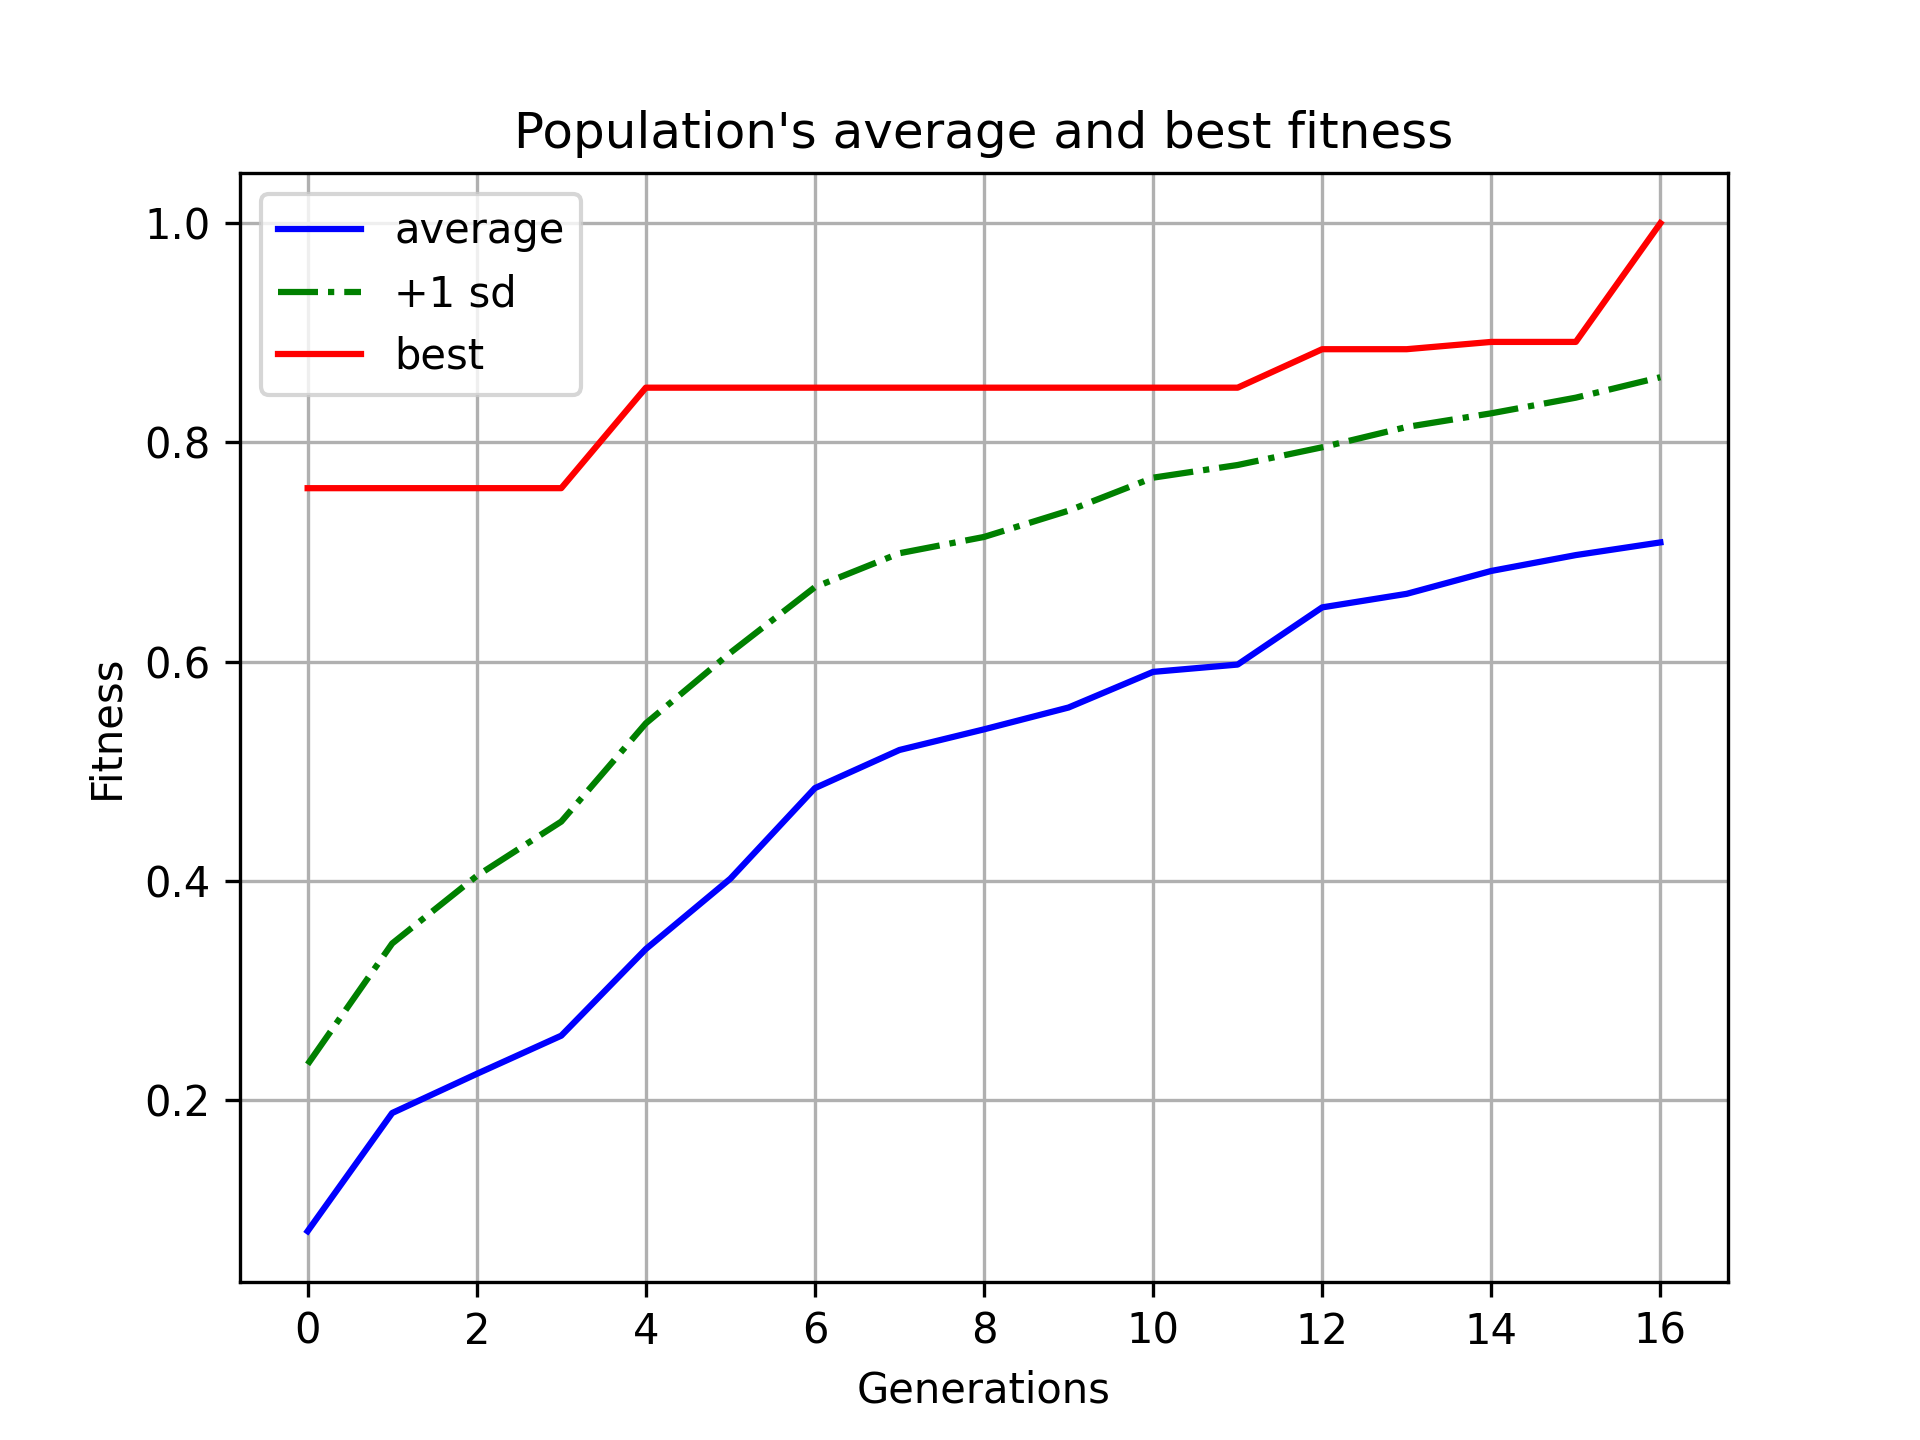 Population's average and best fitness
average
+1 sd
best
1.0
0.8
0.6
0.4
0.2
Fitness
0 2 4 6 8 10 12 14 16
Generations